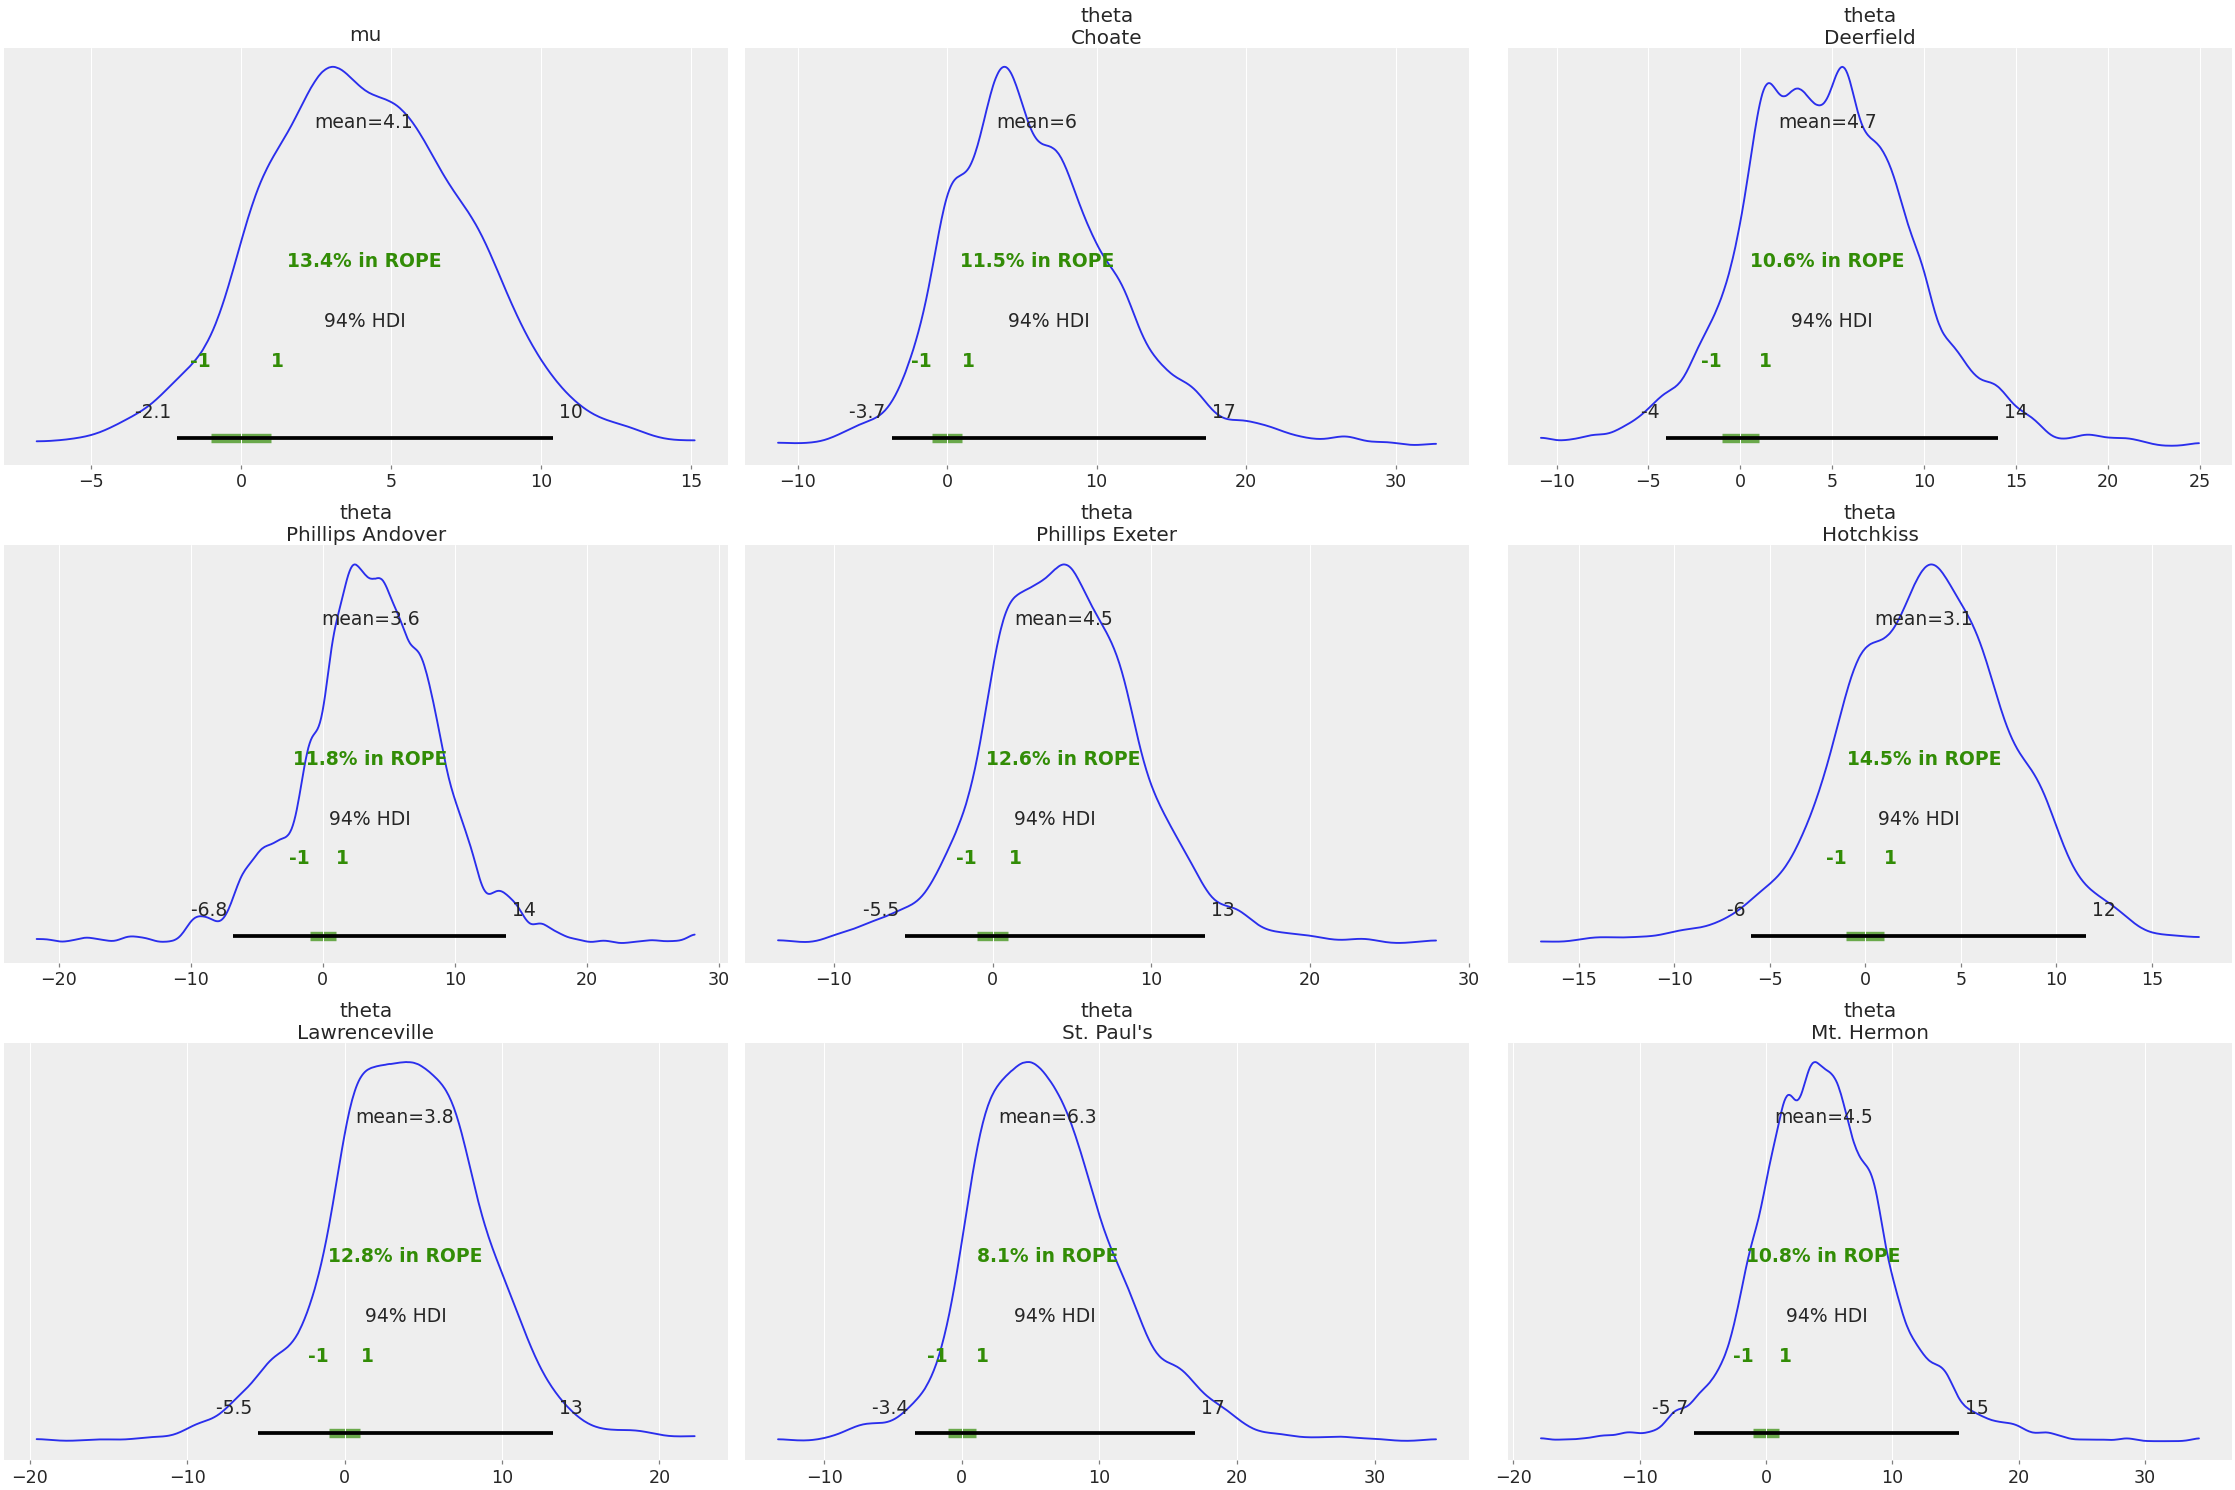 mu
mean=4.1
13.4% in ROPE
94% HDI
-1 1
-2.1 10
−5 0 5 10 15
theta
Choate
mean=6
11.5% in ROPE
94% HDI
-1 1
-3.7 17
−10 0 10 20 30
theta
Deerfield
mean=4.7
10.6% in ROPE
94% HDI
-1 1
-4 14
−10 −5 0 5 10 15 20 25
theta
Phillips Andover
mean=3.6
11.8% in ROPE
94% HDI
-1 1
-6.8 14
−20 −10 0 10 20 30
theta
Phillips Exeter
mean=4.5
12.6% in ROPE
94% HDI
-1 1
-5.5 13
−10 0 10 20 30
theta
Hotchkiss
mean=3.1
14.5% in ROPE
94% HDI
-1 1
-6 12
−15 −10 −5 0 5 10 15
theta
Lawrenceville
mean=3.8
12.8% in ROPE
94% HDI
-1 1
-5.5 13
−20 −10 0 10 20
theta
St. Paul's
mean=6.3
8.1% in ROPE
94% HDI
-1 1
-3.4 17
−10 0 10 20 30
theta
Mt. Hermon
mean=4.5
10.8% in ROPE
94% HDI
-1 1
-5.7 15
−20 −10 0 10 20 30